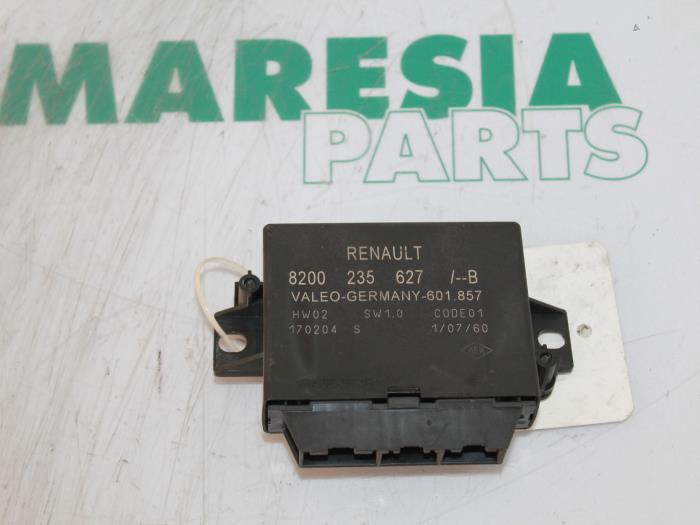 MARESIA
PARTS
RENAULT
8200 235 627 /--B
VALEO-GERMANY-601.857
HW02 SW1.0 CODE01
170204 S 1/07/60